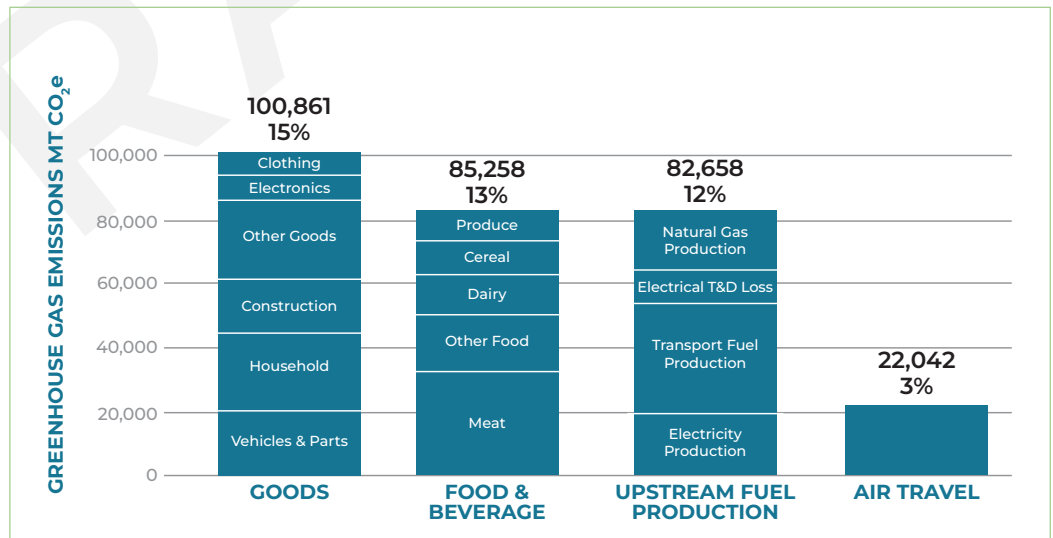 GREENHOUSE GAS EMISSIONS MT CO₂e
100,861
15%
85,258
13%
82,658
12%
22,042
3%
100,000
80,000
60,000
40,000
20,000
0
Clothing
Electronics
Other Goods
Construction
Household
Vehicles & Parts
Produce
Cereal
Dairy
Other Food
Meat
Natural Gas
Production
Electrical T&D Loss
Transport Fuel
Production
Electricity
Production
GOODS
FOOD &
BEVERAGE
UPSTREAM FUEL
PRODUCTION
AIR TRAVEL